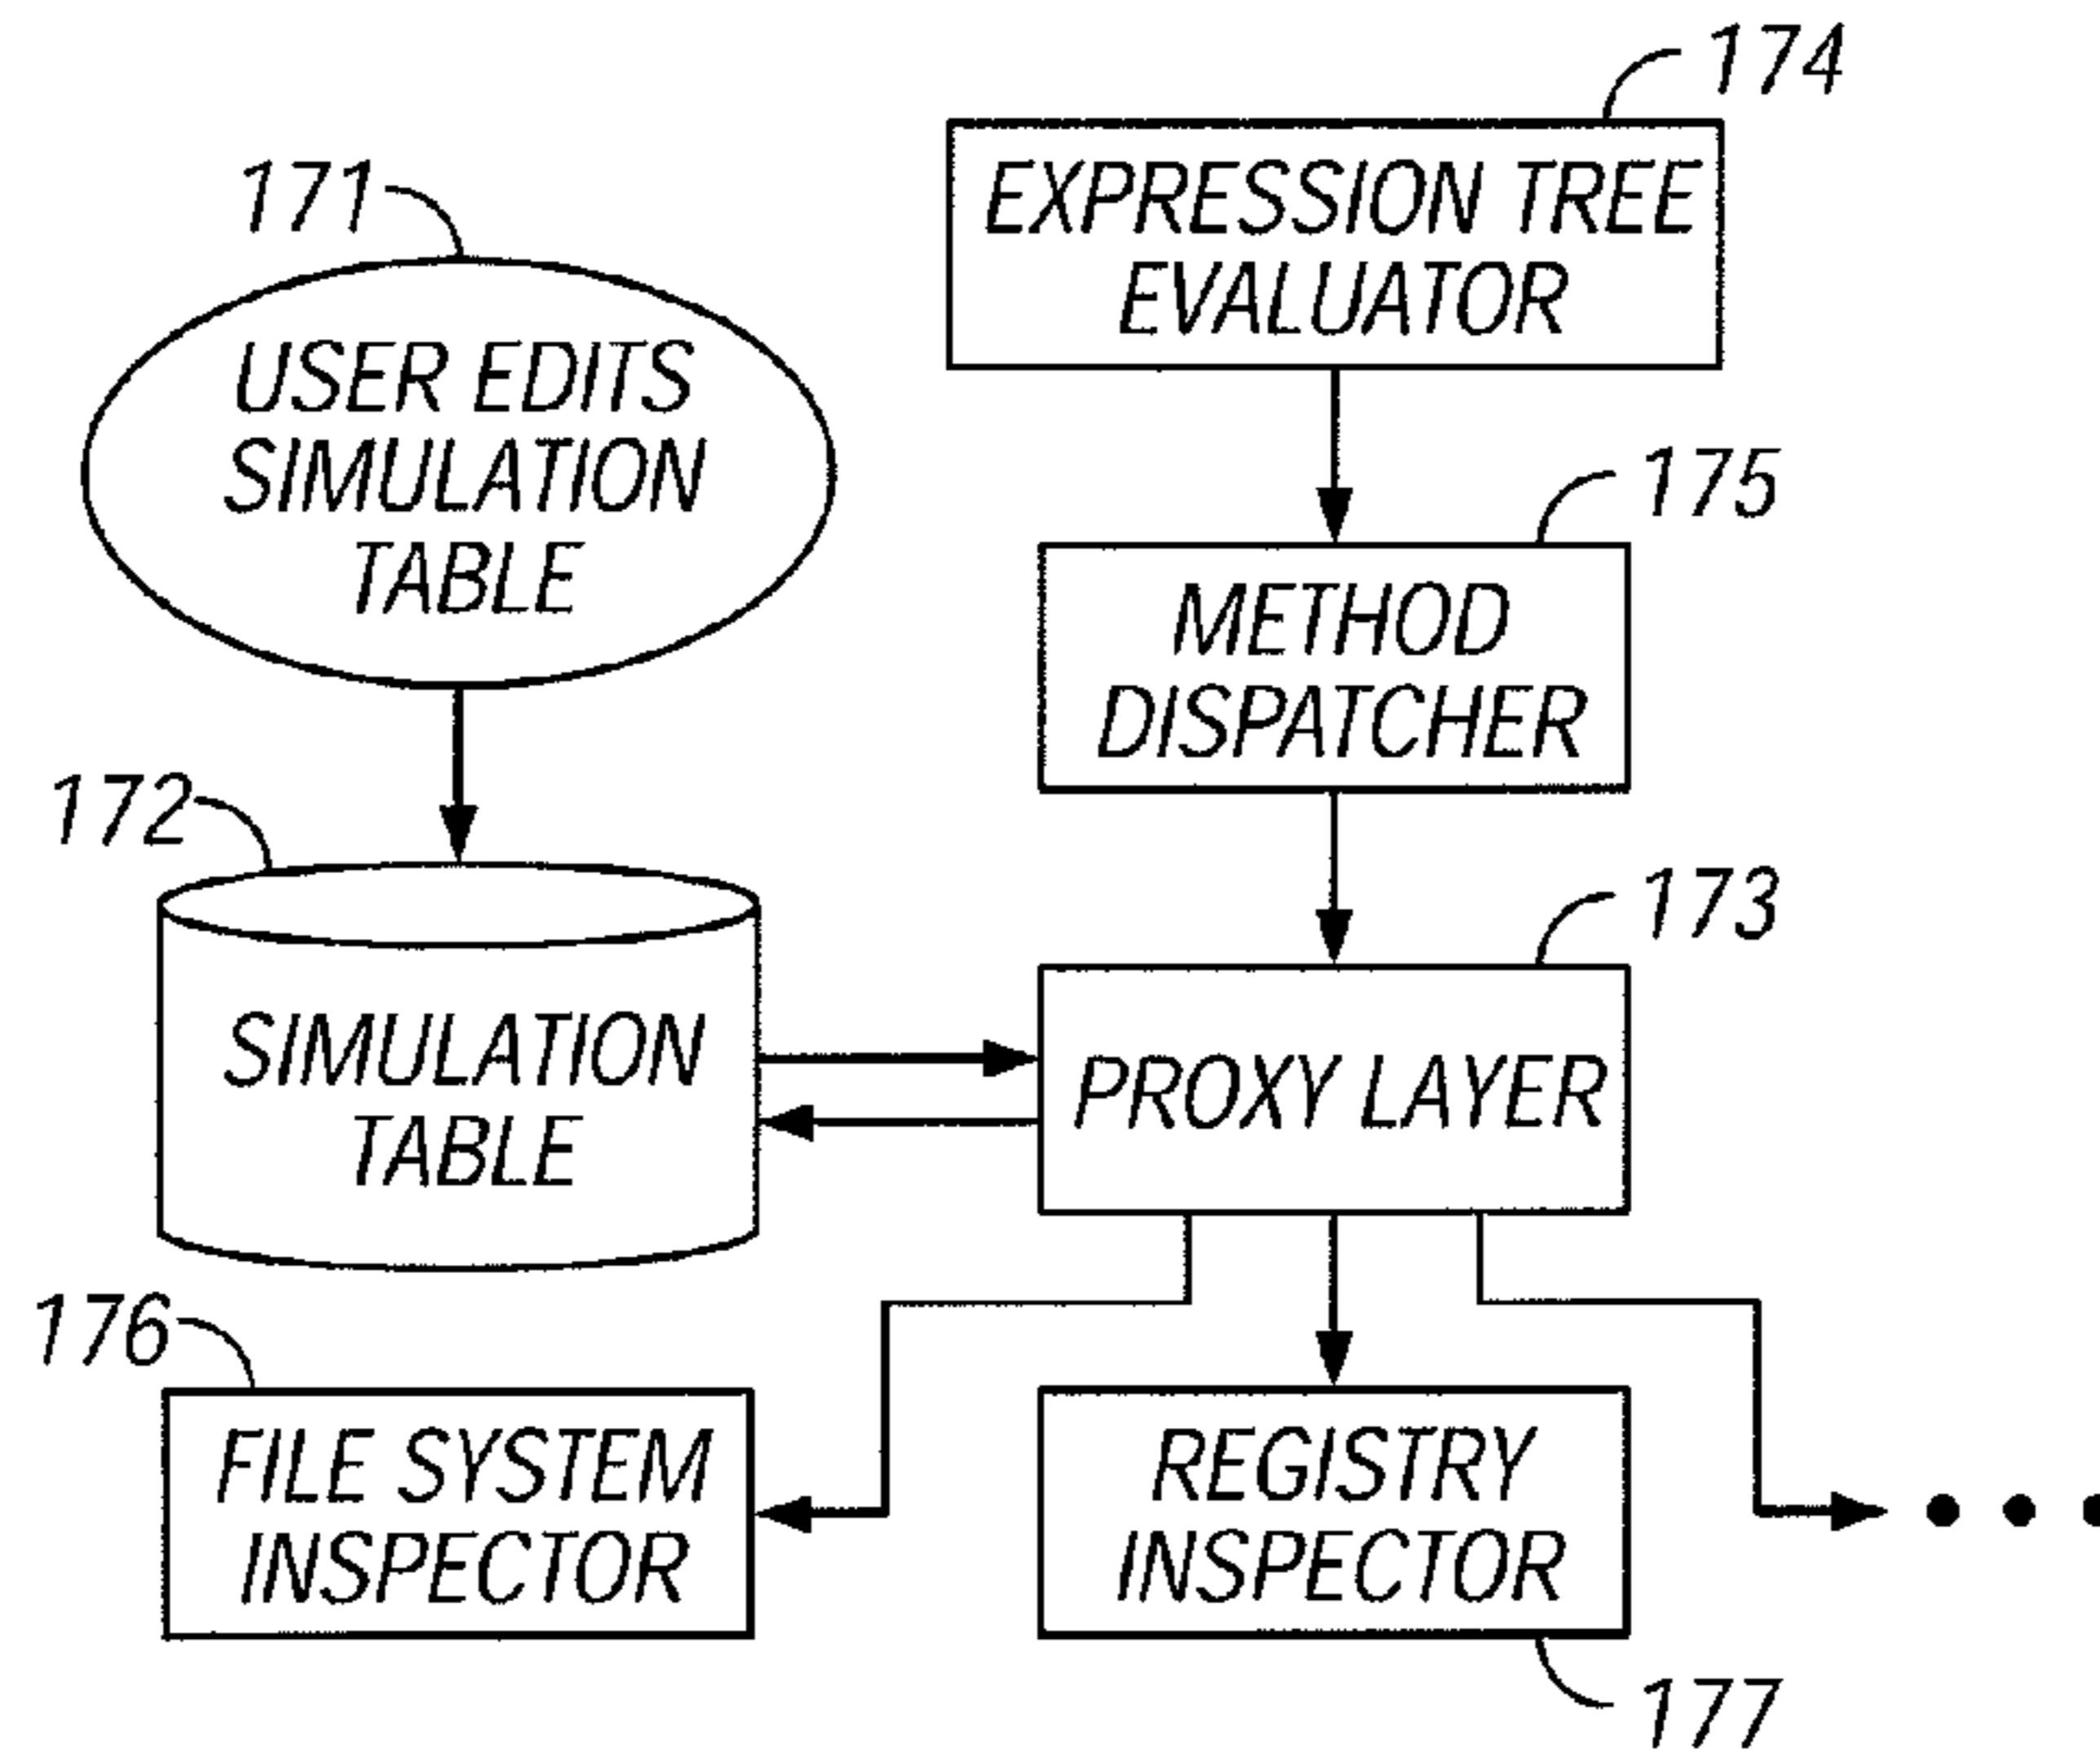 174
EXPRESSION TREE
EVALUATOR
171
USER EDITS
SIMULATION
TABLE
175
METHOD
DISPATCHER
172
SIMULATION
TABLE
173
PROXY LAYER
176
FILE SYSTEM
INSPECTOR
REGISTRY
INSPECTOR
177